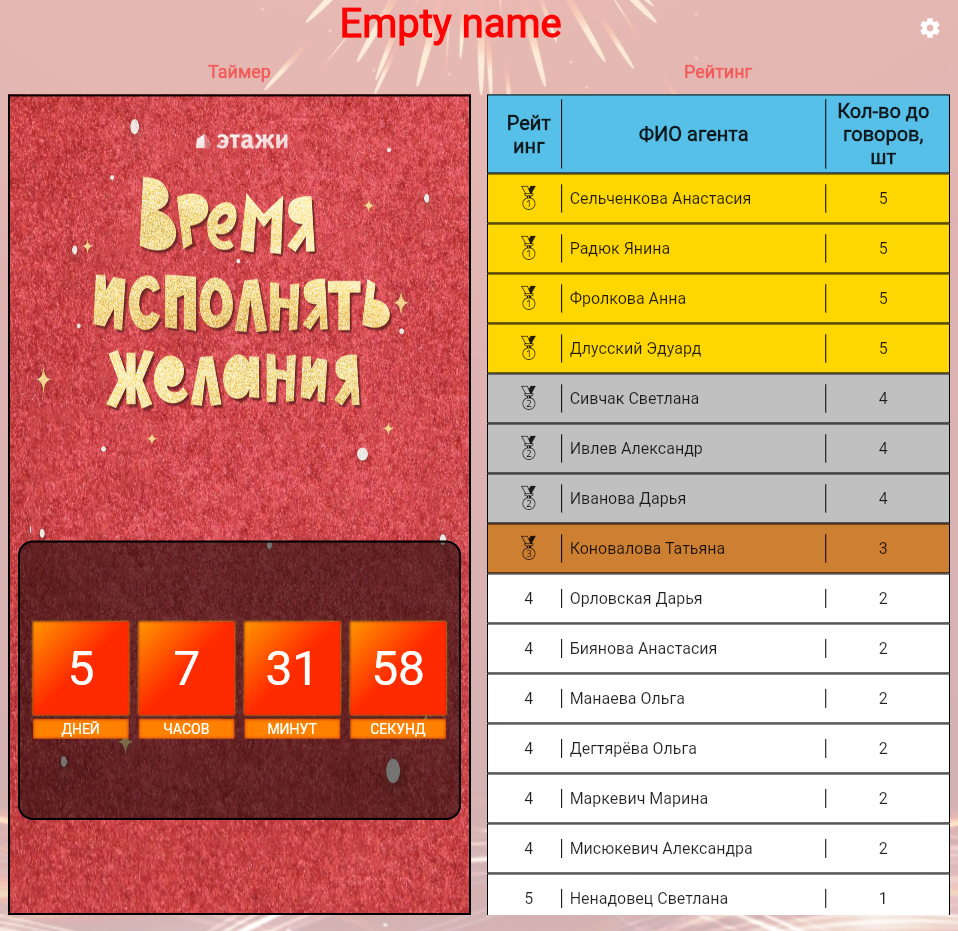 Empty name
Таймер
этажи
Время
исполнять
желания
5 7 31 58
ДНЕЙ ЧАСОВ МИНУТ СЕКУНД
Рейтинг
Рейт
инг
ФИО агента
Кол-во до
говоров,
шт
1 Сельченкова Анастасия 5
1 Радюк Янина 5
1 Фролкова Анна 5
1 Длусский Эдуард 5
2 Сивчак Светлана 4
2 Ивлев Александр 4
2 Иванова Дарья 4
3 Коновалова Татьяна 3
4 Орловская Дарья 2
4 Биянова Анастасия 2
4 Манаева Ольга 2
4 Дегтярёва Ольга 2
4 Маркевич Марина 2
4 Мисюкевич Александра 2
5 Ненадовец Светлана 1